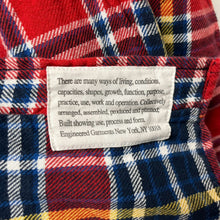 There are many ways of living, conditions,
capacities, shapes, growth, function, purpose,
practice, use, work and operation. Collectively
arranged, assembled, produced and planned;
Built showing use, process and form.
Engineered Garments New York, NY 10018